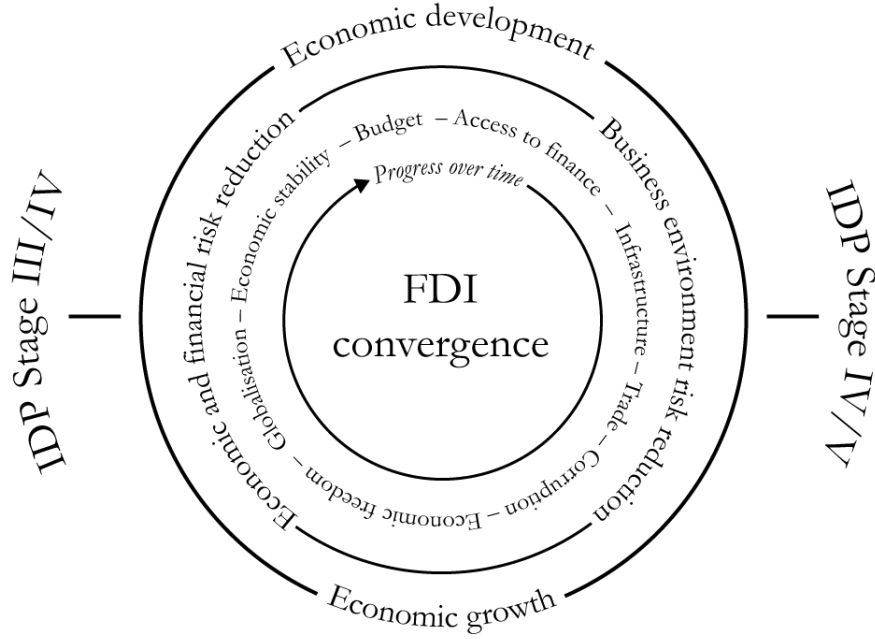 Economic development
IDP Stage III/IV
Economic and financial risk reduction
Business environment risk reduction
IDP Stage IV/V
Globalisation – Economic stability – Budget – Access to finance – Infrastructure – Trade – Corruption – Economic freedom –
Progress over time
FDI
convergence
Economic growth